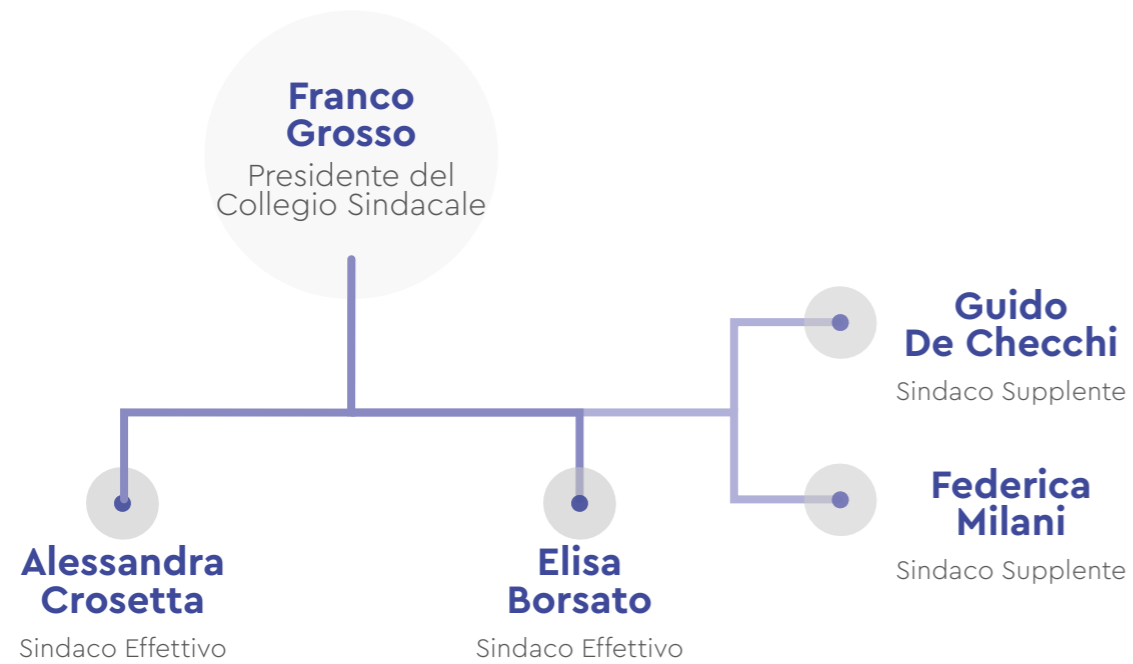 Franco
Grosso
Presidente del
Collegio Sindacale
Guido
De Checchi
Sindaco Supplente
Federica
Milani
Sindaco Supplente
Alessandra
Crosetta
Sindaco Effettivo
Elisa
Borsato
Sindaco Effettivo